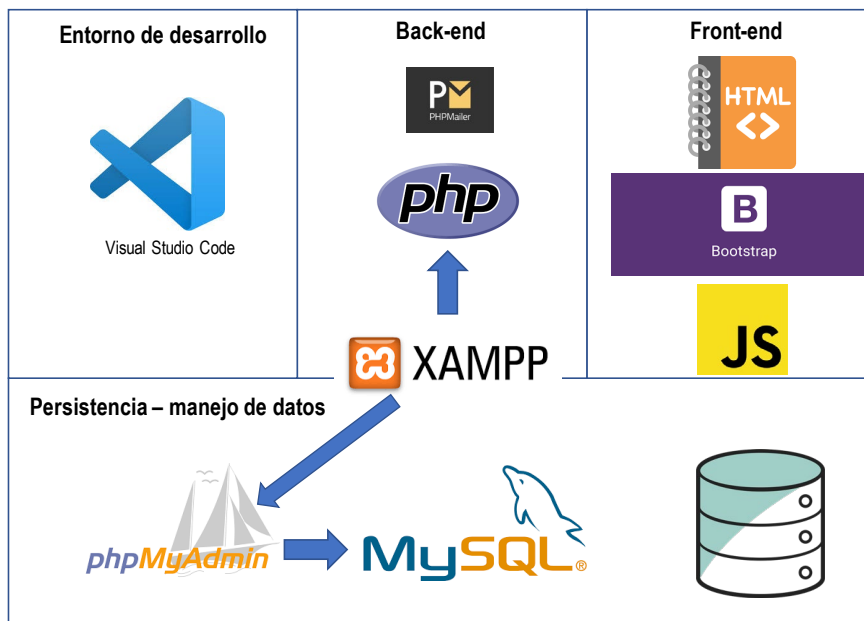 Entorno de desarrollo
Visual Studio Code
Back-end
PM
PHPMailer
php
XAMPP
Front-end
HTML
<>
B
Bootstrap
JS
Persistencia – manejo de datos
phpMyAdmin
MySQL®